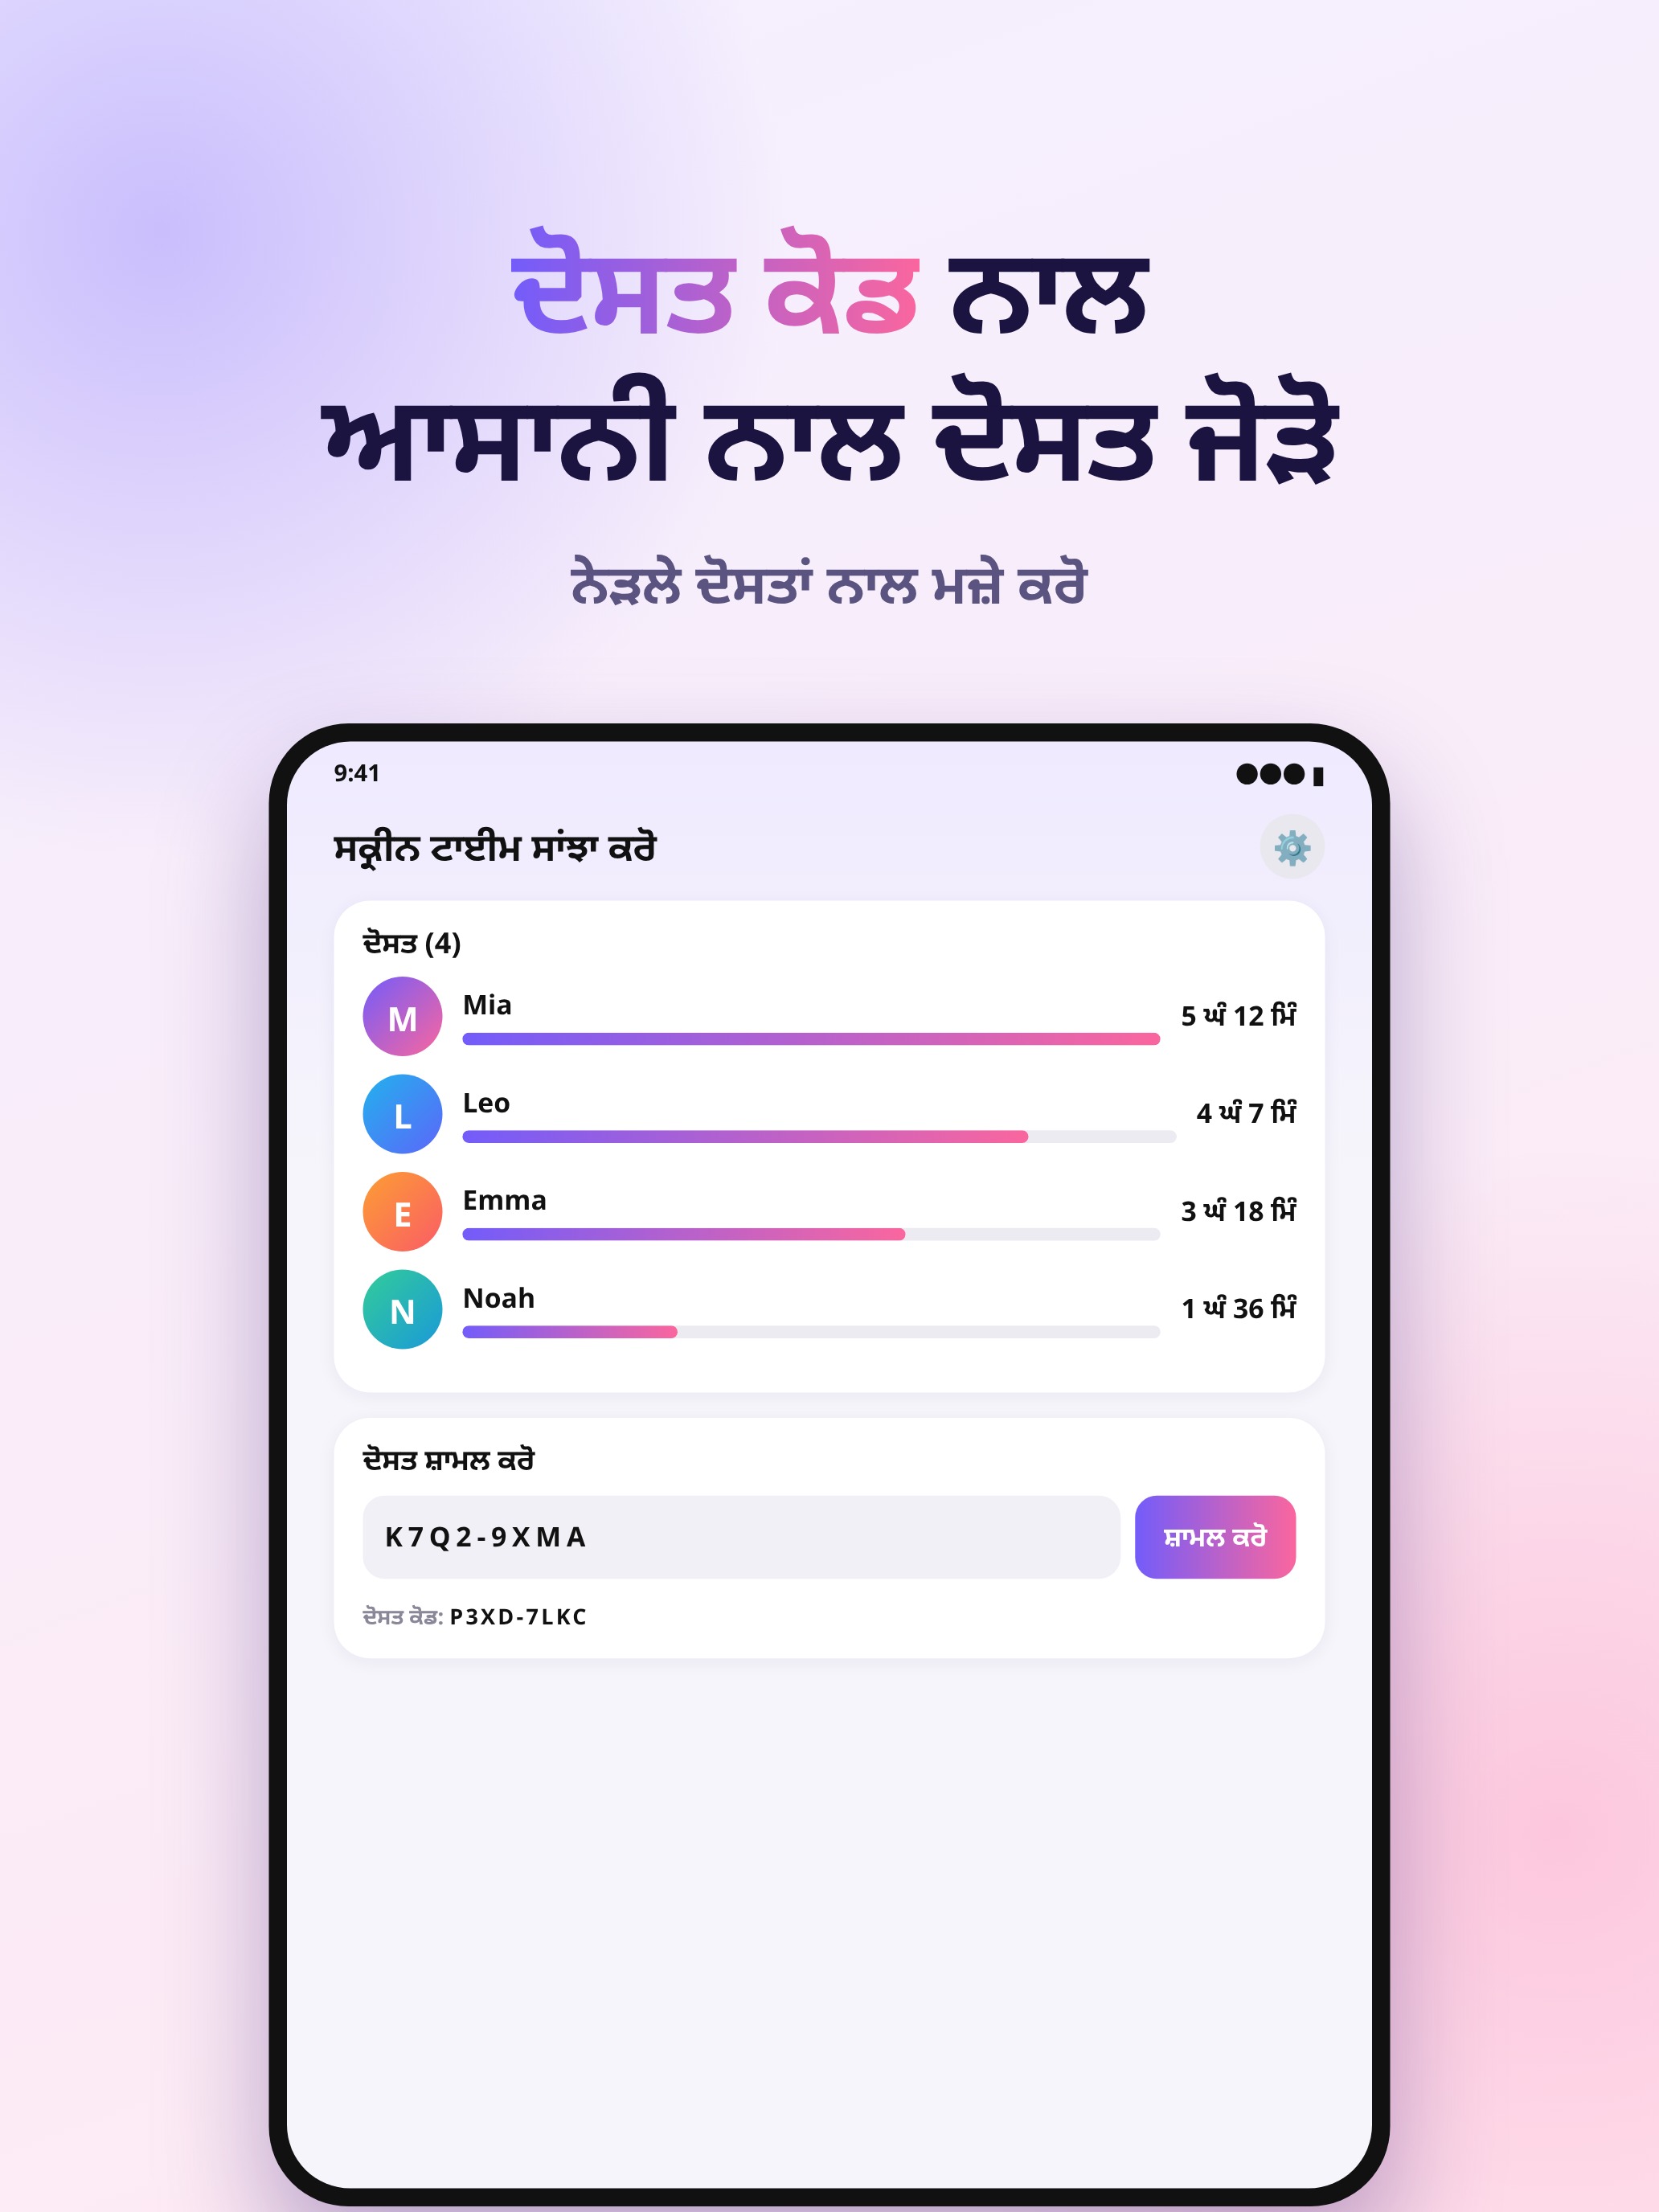 ਦੋਸਤ ਕੋਡ ਨਾਲ
ਆਸਾਨੀ ਨਾਲ ਦੋਸਤ ਜੋੜੋ
ਨੇੜਲੇ ਦੋਸਤਾਂ ਨਾਲ ਮਜ਼ੇ ਕਰੋ
9:41
ਸਕ੍ਰੀਨ ਟਾਈਮ ਸਾਂਝਾ ਕਰੋ
ਦੋਸਤ (4)
M
Mia
5 ਘੰ 12 ਮਿੰ
L
Leo
4 ਘੰ 7 ਮਿੰ
E
Emma
3 ਘੰ 18 ਮਿੰ
N
Noah
1 ਘੰ 36 ਮਿੰ
ਦੋਸਤ ਸ਼ਾਮਲ ਕਰੋ
K7Q2-9XMA
ਸ਼ਾਮਲ ਕਰੋ
ਦੋਸਤ ਕੋਡ: P3XD-7LKC